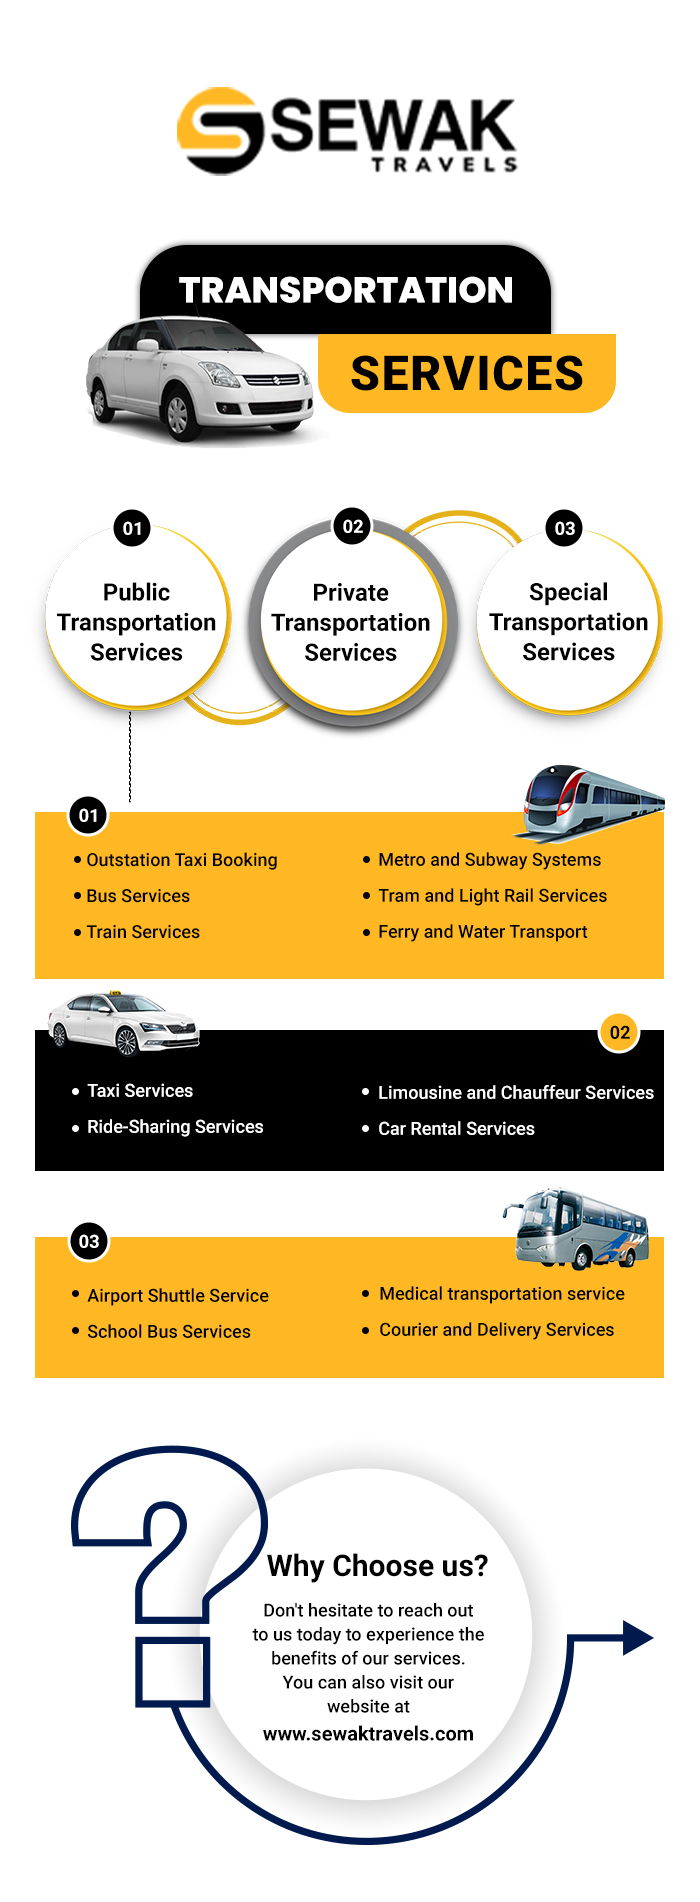 SEWAK
TRAVELS
TRANSPORTATION
SERVICES
01
Public
Transportation
Services
02
Private
Transportation
Services
03
Special
Transportation
Services
01
• Outstation Taxi Booking
• Bus Services
• Train Services
• Metro and Subway Systems
• Tram and Light Rail Services
• Ferry and Water Transport
02
• Taxi Services
• Ride-Sharing Services
• Limousine and Chauffeur Services
• Car Rental Services
03
• Airport Shuttle Service
• School Bus Services
• Medical transportation service
• Courier and Delivery Services
?
Why Choose us?
Don't hesitate to reach out
to us today to experience the
benefits of our services.
You can also visit our
website at
www.sewaktravels.com